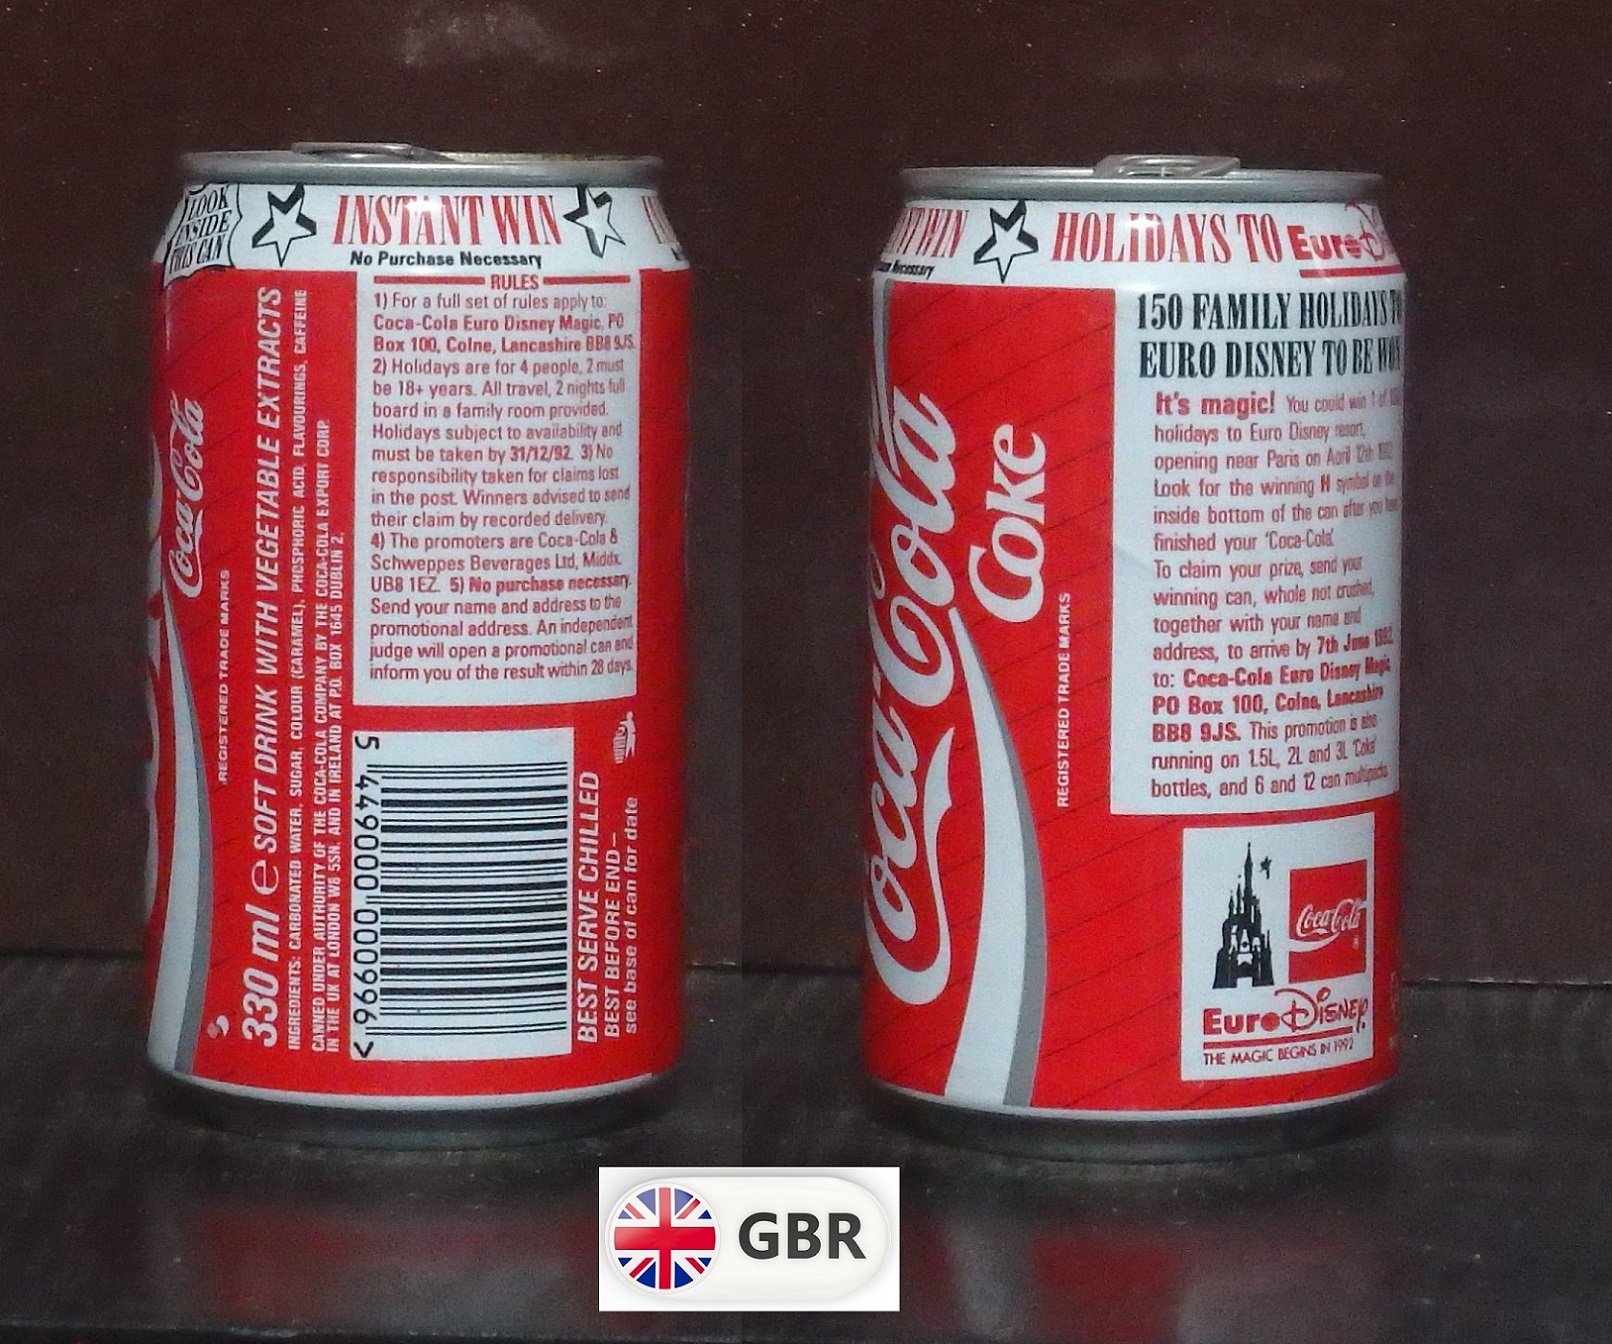 LOOK
INSIDE
THIS CAN
INSTANT WIN
No Purchase Necessary
Coca-Cola
REGISTERED TRADE MARKS
330 ml e SOFT DRINK WITH VEGETABLE EXTRACTS
INGREDIENTS: CARBONATED WATER, SUGAR, COLOUR (CARAMEL), PHOSPHORIC ACID, FLAVOURINGS, CAFFEINE
CANNED UNDER AUTHORITY OF THE COCA-COLA COMPANY BY THE COCA-COLA EXPORT CORP.
IN THE UK AT LONDON W8 5SN, AND IN IRELAND AT P.O. BOX 1645 DUBLIN 2.
RULES
1) For a full set of rules apply to:
Coca-Cola Euro Disney Magic, PO
Box 100, Colne, Lancashire BB8 9JS.
2) Holidays are for 4 people, 2 must
be 18+ years. All travel, 2 nights full
board in a family room provided.
Holidays subject to availability and
must be taken by 31/12/92. 3) No
responsibility taken for claims lost
in the post. Winners advised to send
their claim by recorded delivery.
4) The promoters are Coca-Cola &
Schweppes Beverages Ltd, Middx.
UB8 1EZ. 5) No purchase necessary.
Send your name and address to the
promotional address. An independent
judge will open a promotional can and
inform you of the result within 28 days.
5 449000 000996 >
BEST SERVE CHILLED
BEST BEFORE END–
see base of can for date
WIN
Necessary
HOLIDAYS TO EuroD
Coca-Cola
Coke
REGISTERED TRADE MARKS
150 FAMILY HOLIDAYS TO
EURO DISNEY TO BE WON
It's magic! You could win 1 of
holidays to Euro Disney resort,
opening near Paris on April 12th 1992.
Look for the winning H symbol on the
inside bottom of the can after you have
finished your 'Coca-Cola'.
To claim your prize, send your
winning can, whole not crushed,
together with your name and
address, to arrive by 7th June 1992
to: Coca-Cola Euro Disney Magic,
PO Box 100, Colne, Lancashire
BB8 9JS. This promotion is also
running on 1.5L, 2L and 3L 'Coke'
bottles, and 6 and 12 can multipacks.
Coca-Cola
EuroDisney
THE MAGIC BEGINS IN 1992
GBR